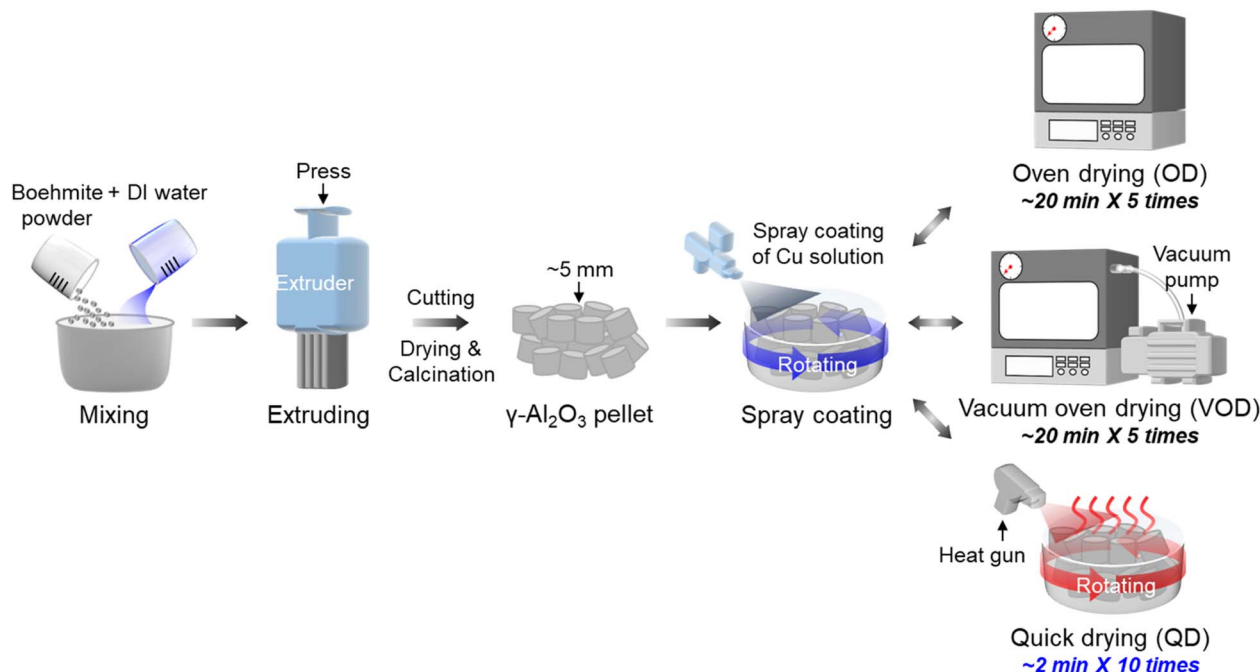 Boehmite + DI water
powder
Mixing
Press
Extruder
Extruding
Cutting
Drying &
Calcination
~5 mm
γ-Al₂O₃ pellet
Spray coating
of Cu solution
Rotating
Spray coating
Oven drying (OD)
~20 min X 5 times
Vacuum
pump
Vacuum oven drying (VOD)
~20 min X 5 times
Heat gun
Rotating
Quick drying (QD)
~2 min X 10 times